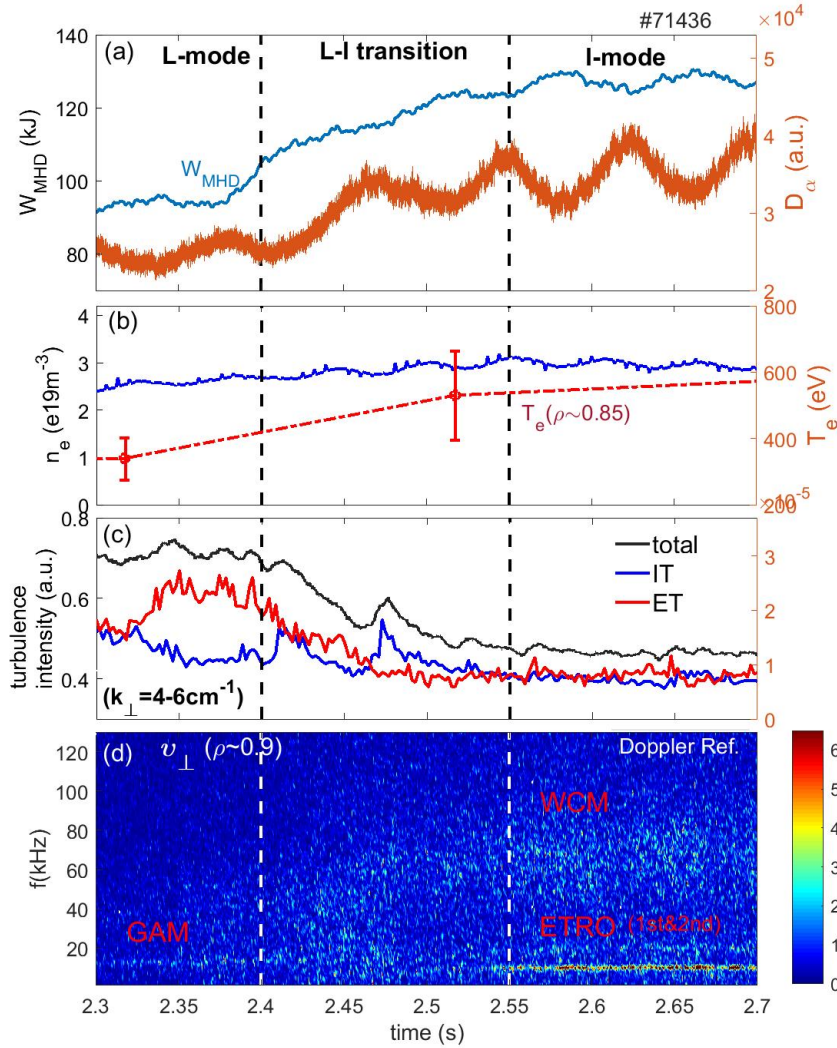 #71436
×10⁴
(a) L-mode L-I transition I-mode
140
120
100
80
W_MHD (kJ)
W_MHD
5
4
3
2
D_α (a.u.)
(b)
4
3
2
1
0
n_e (e19m⁻³)
T_e(ρ~0.85)
800
600
400
200
T_e (eV)
×10⁻⁵
(c)
0.8
0.6
0.4
turbulence
intensity (a.u.)
(k⊥=4-6cm⁻¹)
total
IT
ET
3
2
1
0
(d) υ⊥ (ρ~0.9) Doppler Ref.
120
100
80
60
40
20
f(kHz)
WCM
GAM
ETRO (1st&2nd)
6
5
4
3
2
1
0
2.3 2.35 2.4 2.45 2.5 2.55 2.6 2.65 2.7
time (s)